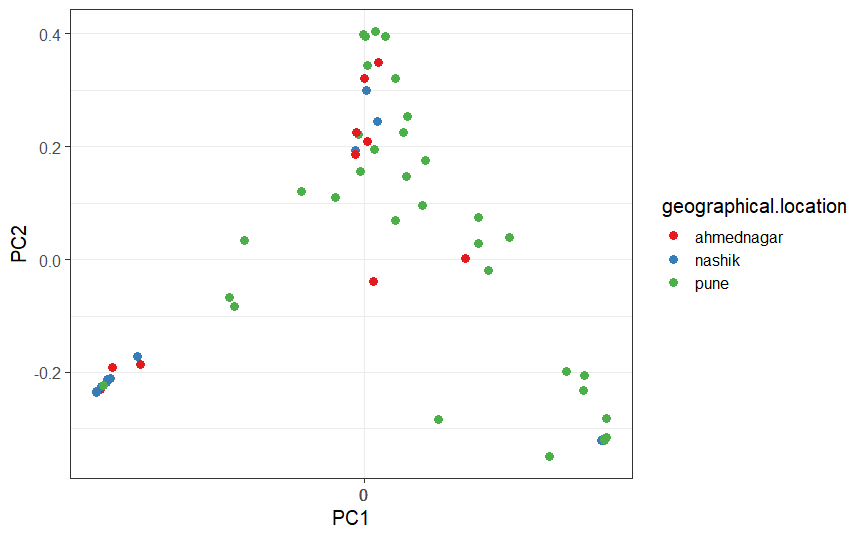 0.4
0.2
0.0
-0.2
PC2
0
PC1
geographical.location
ahmednagar
nashik
pune